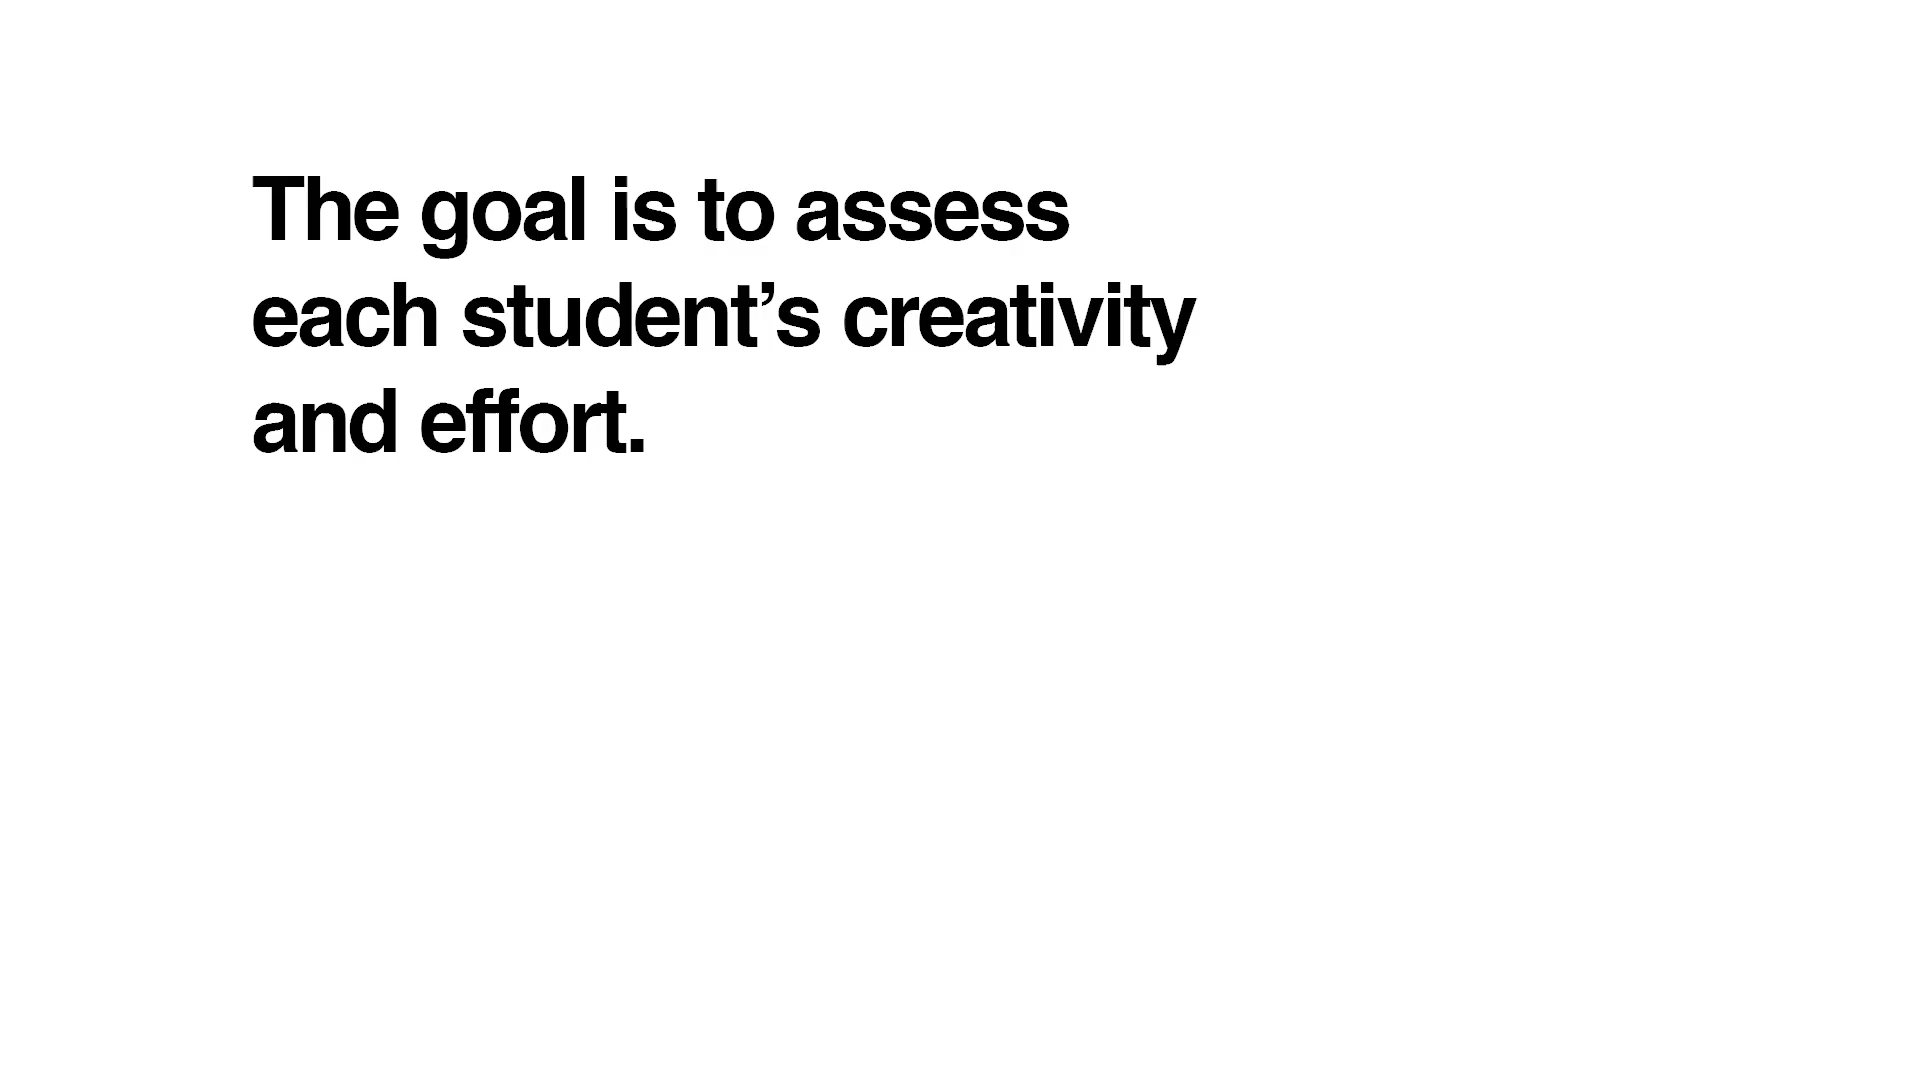 The goal is to assess
each student’s creativity
and effort.